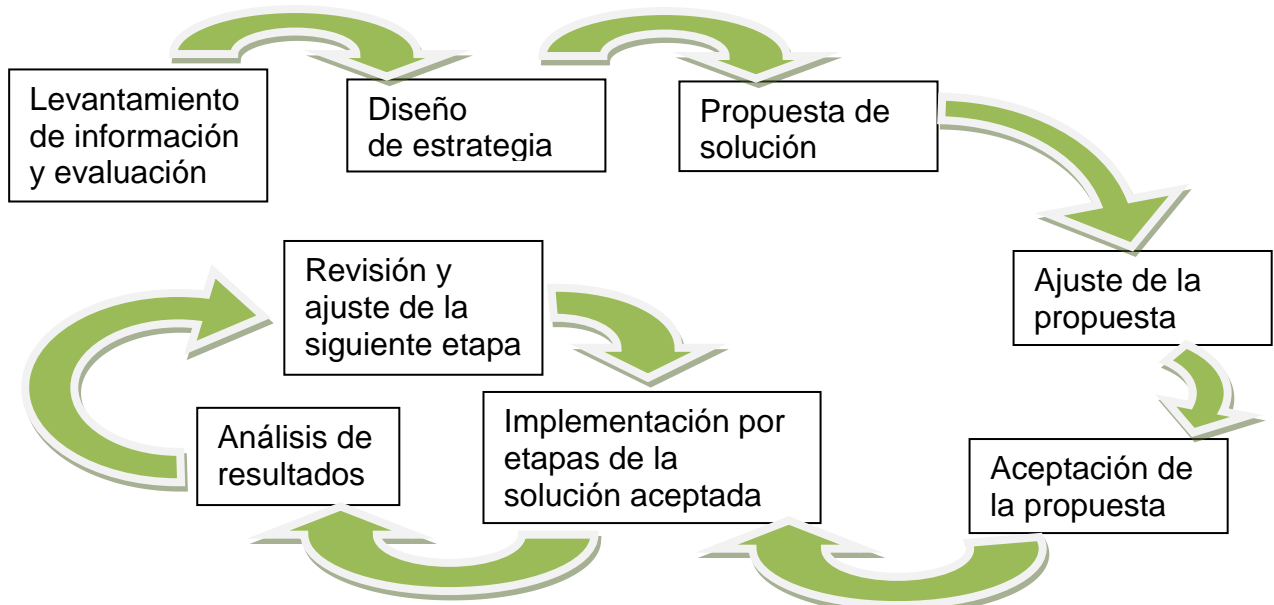 Levantamiento
de información
y evaluación
Diseño
de estrategia
Propuesta de
solución
Ajuste de la
propuesta
Aceptación de
la propuesta
Implementación por
etapas de la
solución aceptada
Análisis de
resultados
Revisión y
ajuste de la
siguiente etapa